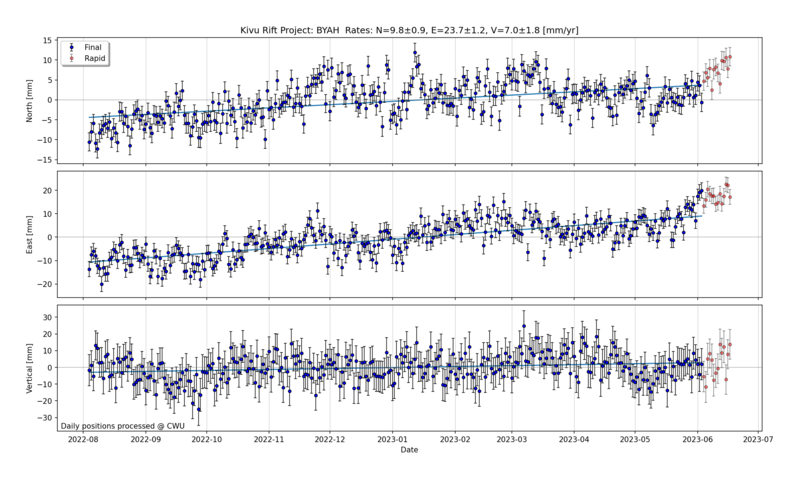 Kivu Rift Project: BYAH  Rates: N=9.8±0.9, E=23.7±1.2, V=7.0±1.8 [mm/yr]
Final
Rapid
North [mm]
15
10
5
0
−5
−10
−15
East [mm]
20
10
0
−10
−20
Vertical [mm]
30
20
10
0
−10
−20
−30
Daily positions processed @ CWU
2022-08 2022-09 2022-10 2022-11 2022-12 2023-01 2023-02 2023-03 2023-04 2023-05 2023-06 2023-07
Date